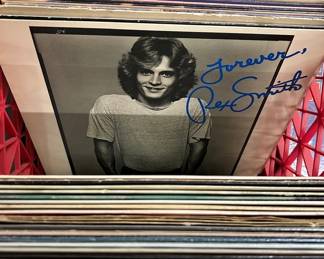 Forever,
Rex Smith